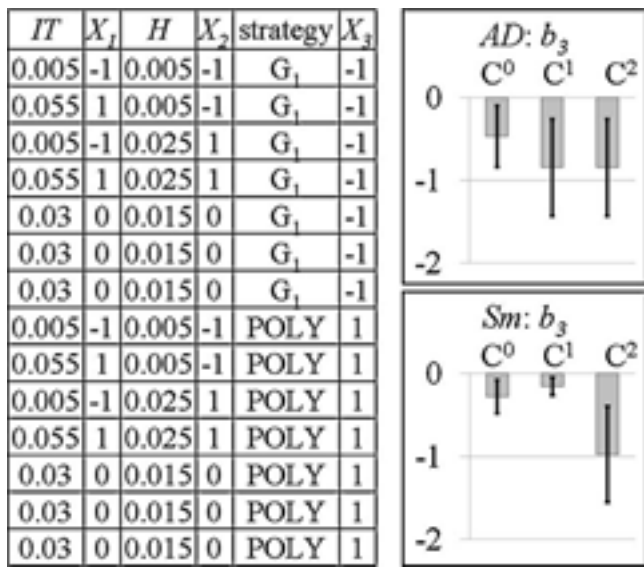 IT X₁ H X₂ strategy X₃
0.005 -1 0.005 -1 G₁ -1
0.055 1 0.005 -1 G₁ -1
0.005 -1 0.025 1 G₁ -1
0.055 1 0.025 1 G₁ -1
0.03 0 0.015 0 G₁ -1
0.03 0 0.015 0 G₁ -1
0.03 0 0.015 0 G₁ -1
0.005 -1 0.005 -1 POLY 1
0.055 1 0.005 -1 POLY 1
0.005 -1 0.025 1 POLY 1
0.055 1 0.025 1 POLY 1
0.03 0 0.015 0 POLY 1
0.03 0 0.015 0 POLY 1
0.03 0 0.015 0 POLY 1
AD: b₃
C⁰ C¹ C²
0
-1
-2
Sm: b₃
C⁰ C¹ C²
0
-1
-2